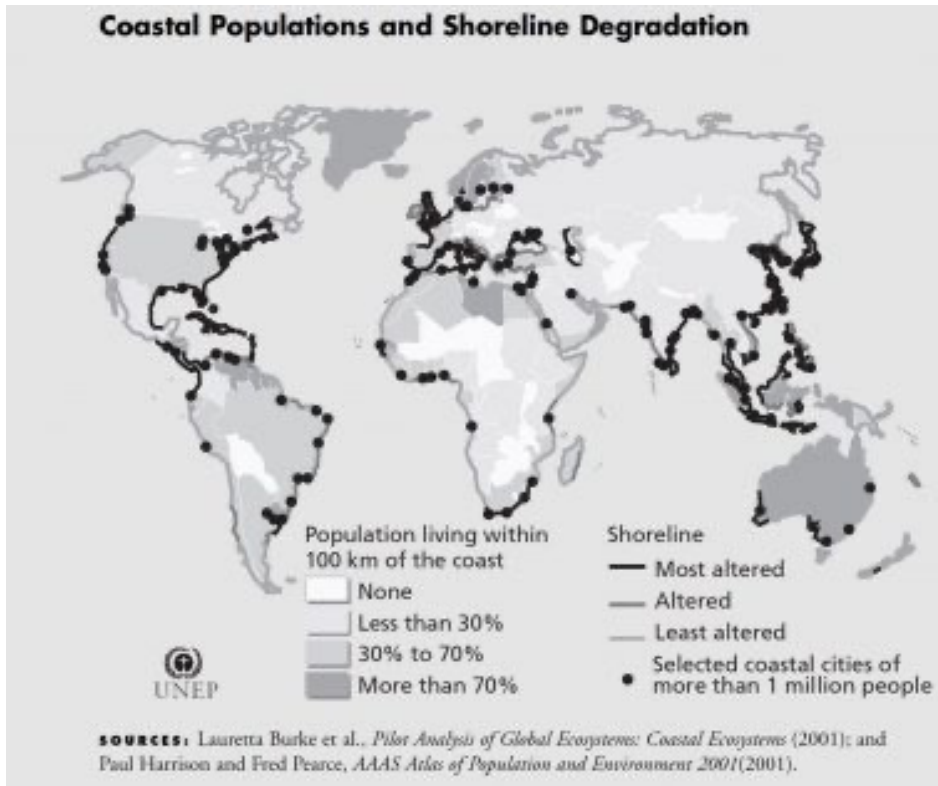 Coastal Populations and Shoreline Degradation
Population living within
100 km of the coast
None
Less than 30%
30% to 70%
More than 70%
Shoreline
Most altered
Altered
Least altered
Selected coastal cities of
more than 1 million people
UNEP
SOURCES: Lauretta Burke et al., Pilot Analysis of Global Ecosystems: Coastal Ecosystems (2001); and
Paul Harrison and Fred Pearce, AAAS Atlas of Population and Environment 2001(2001).